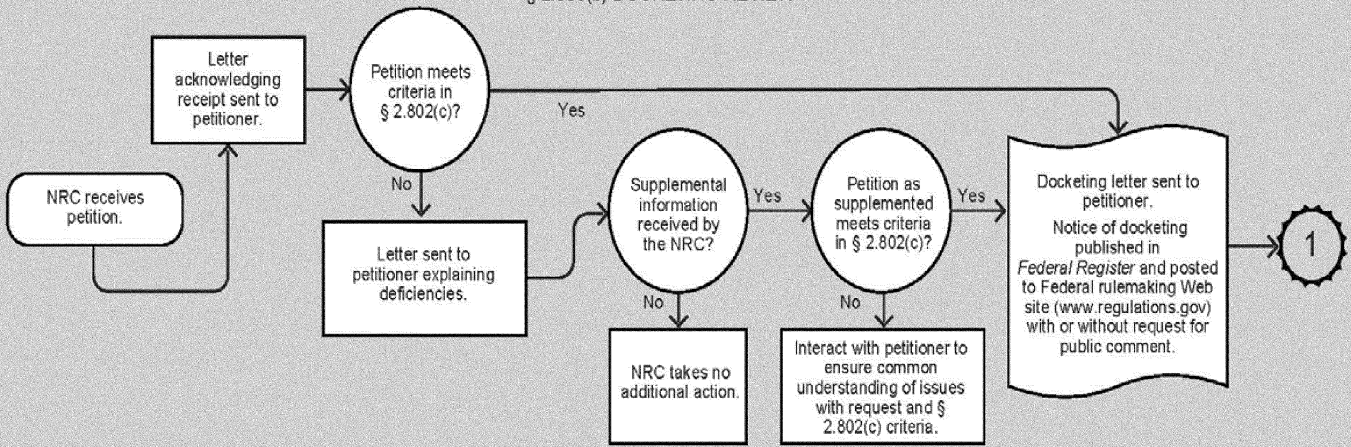 Letter
acknowledging
receipt sent to
petitioner.
Petition meets
criteria in
§ 2.802(c)?
Yes
No
NRC receives
petition.
Letter sent to
petitioner explaining
deficiencies.
Supplemental
information
received by
the NRC?
Yes
No
Petition as
supplemented
meets criteria
in § 2.802(c)?
Yes
No
NRC takes no
additional action.
Interact with petitioner to
ensure common
understanding of issues
with request and §
2.802(c) criteria.
Docketing letter sent to
petitioner.
Notice of docketing
published in
Federal Register and posted
to Federal rulemaking Web
site (www.regulations.gov)
with or without request for
public comment.
1